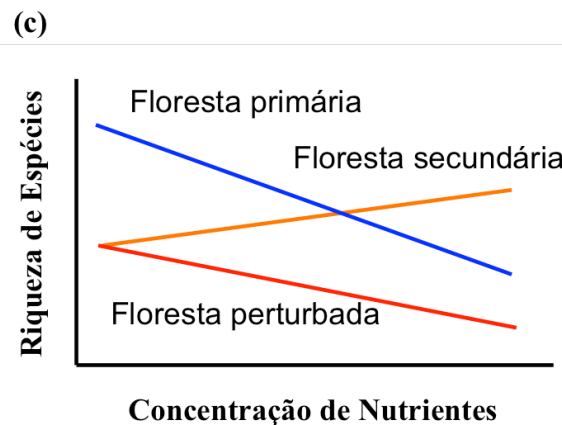 (c)
Floresta primária
Floresta secundária
Riqueza de Espécies
Floresta perturbada
Concentração de Nutrientes